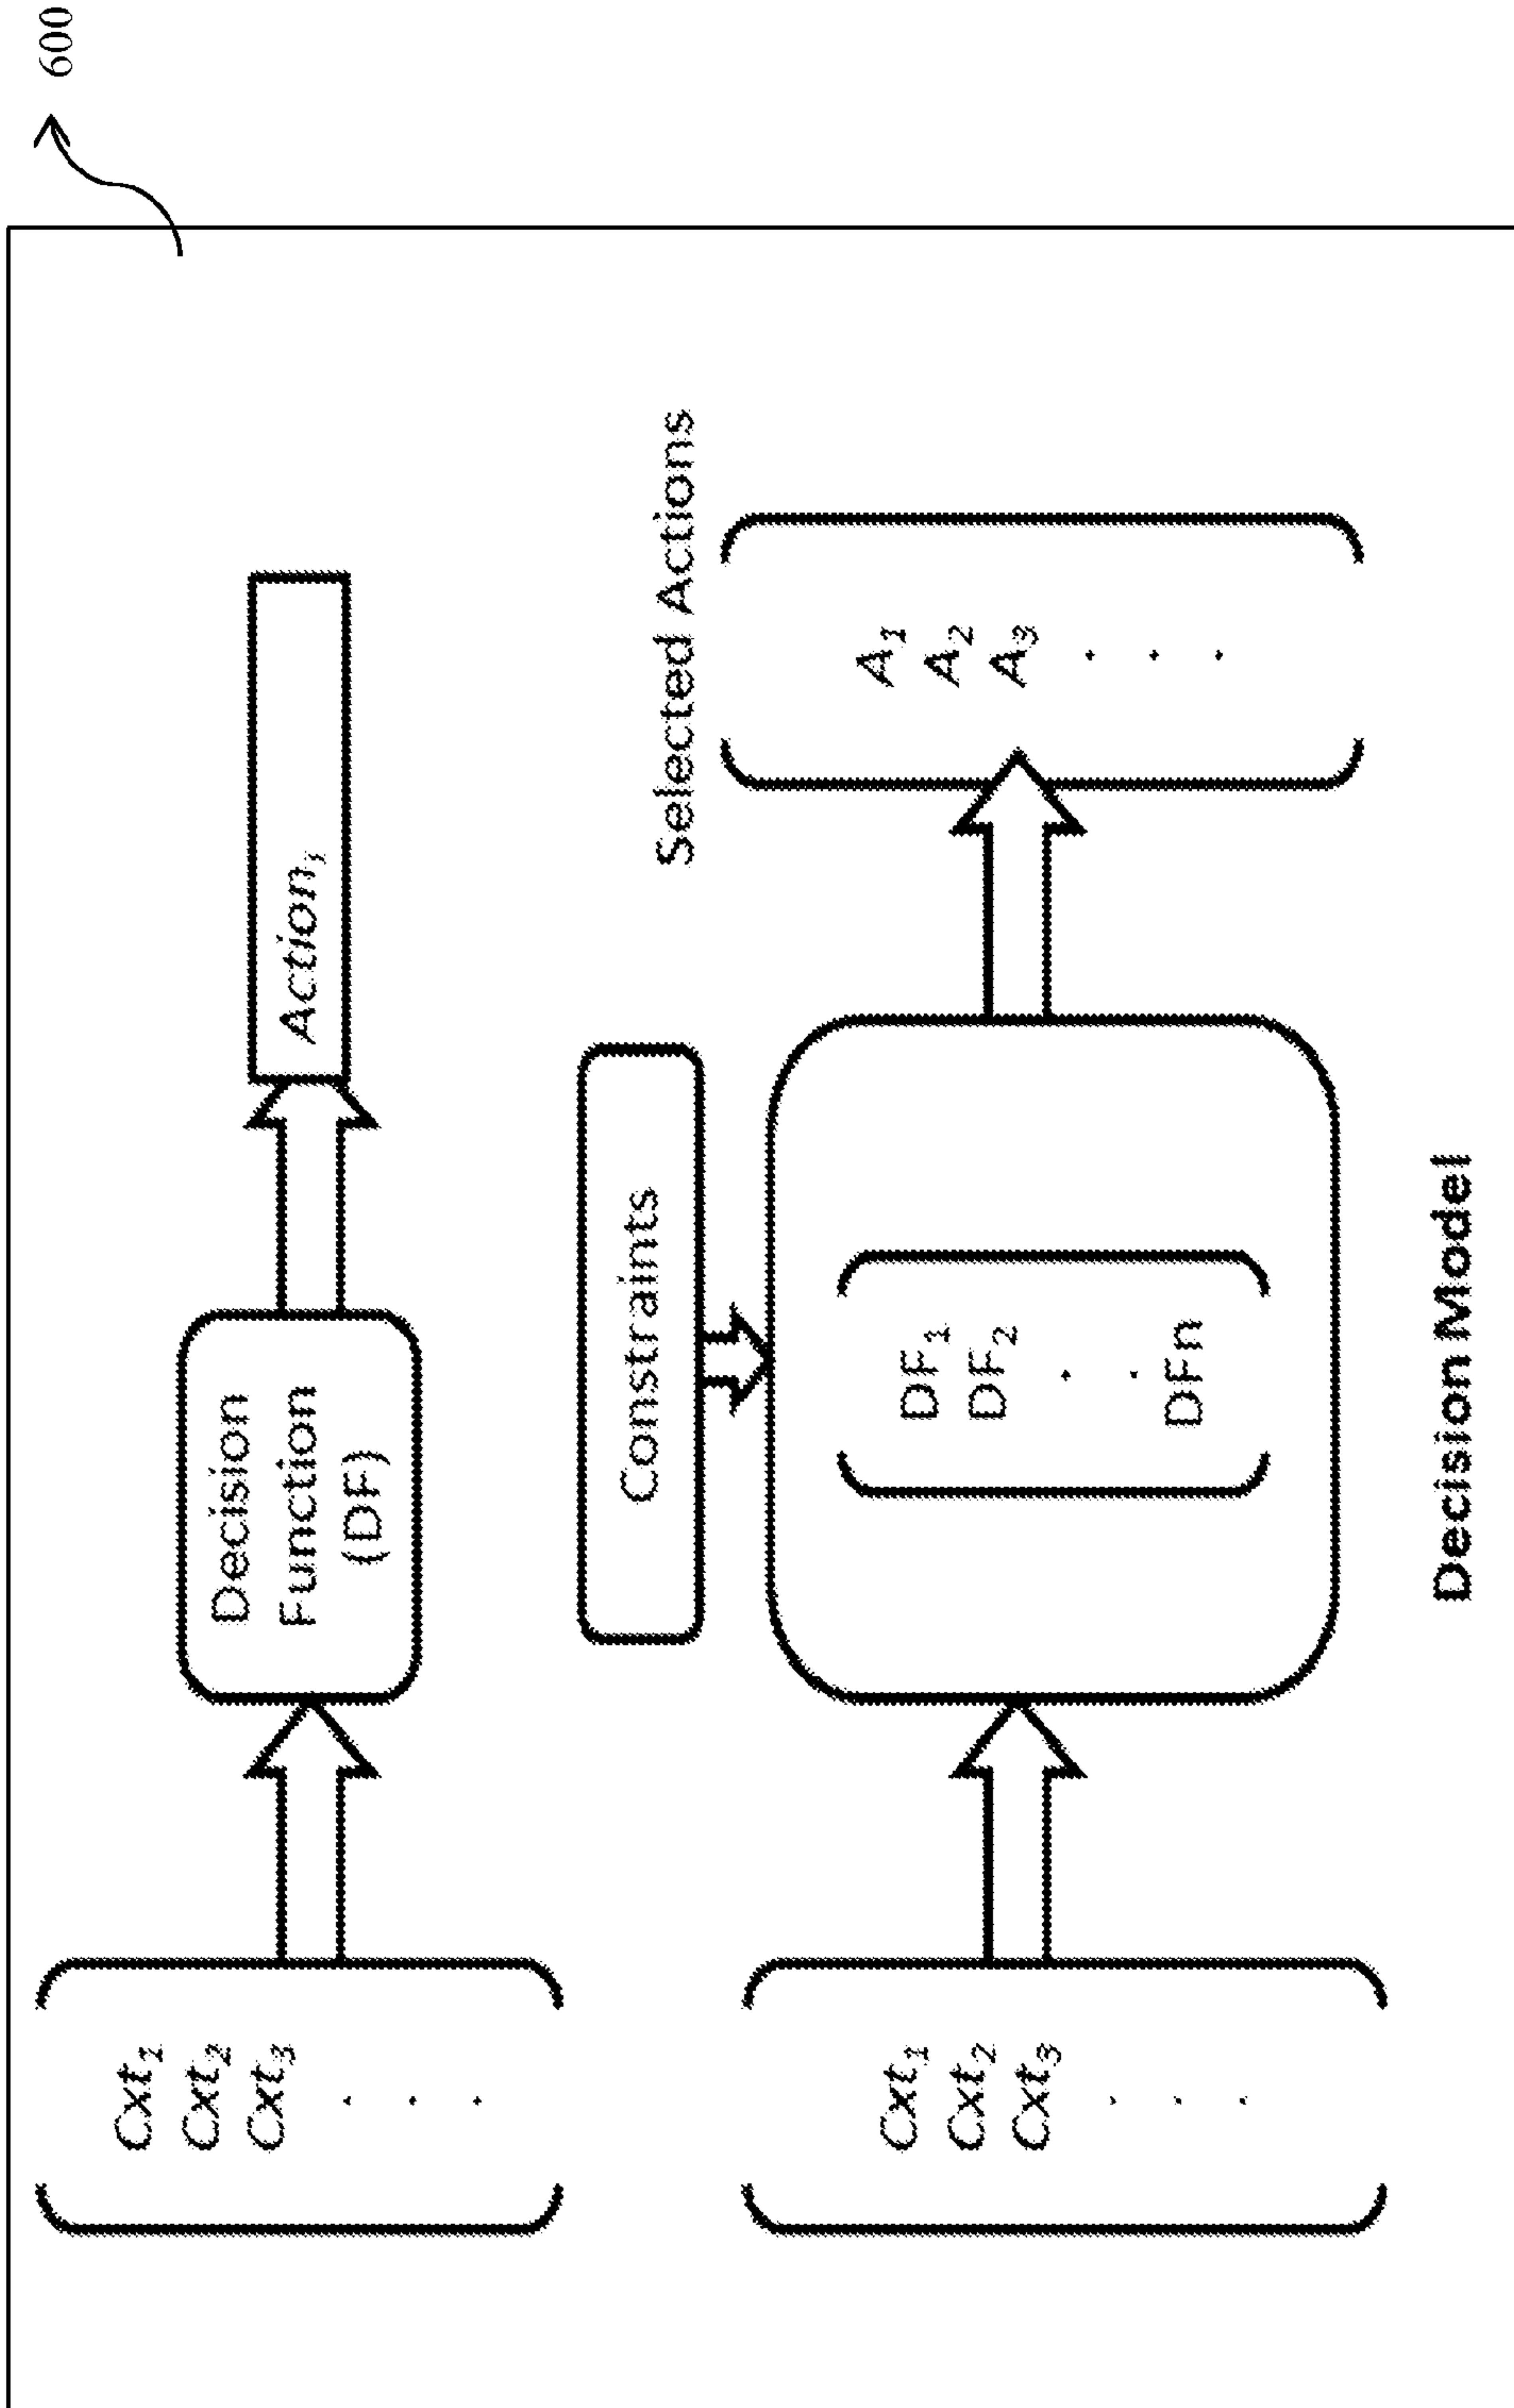 600
Cxt1
Cxt2
Cxt3
.
.
.
Decision
Function
(DF)
Actioni
Constraints
Cxt1
Cxt2
Cxt3
.
.
.
DF1
DF2
.
.
DFn
Selected Actions
A1
A2
A3
.
.
.
Decision Model